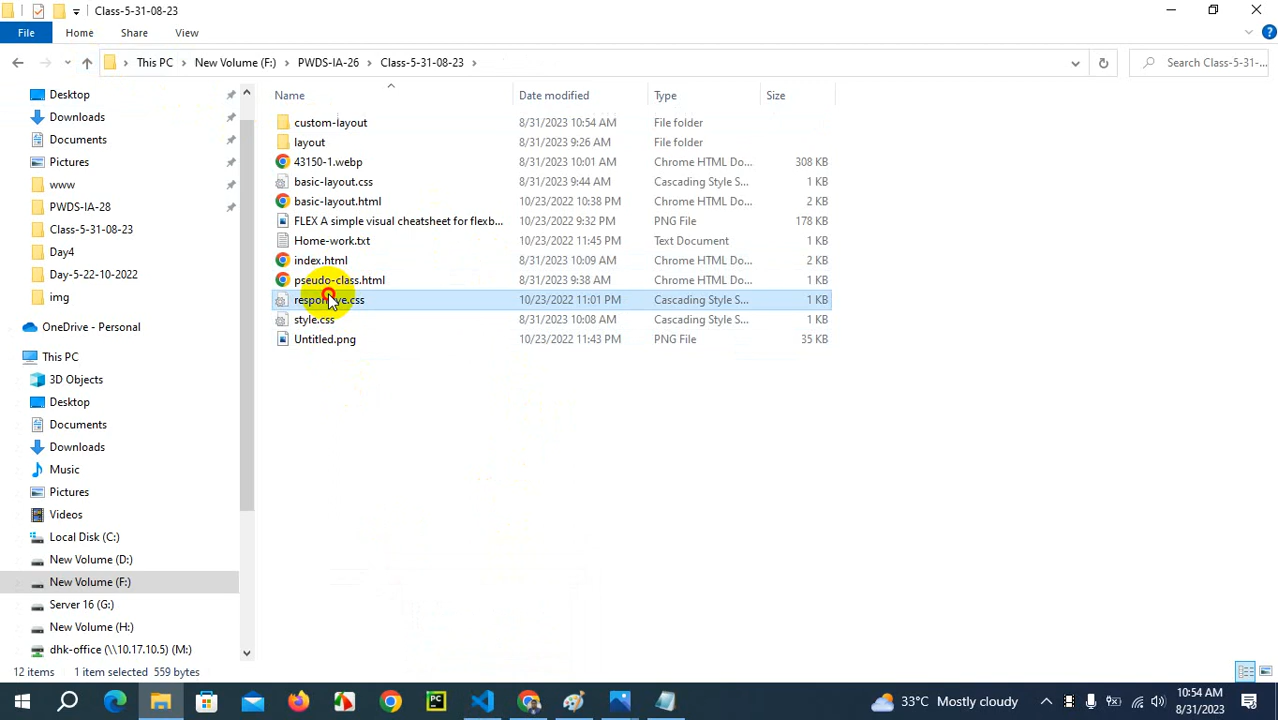 Class-5-31-08-23
File Home Share View
This PC New Volume (F:) PWDS-IA-26 Class-5-31-08-23 Search Class-5-31-...
Name Date modified Type Size
Desktop
Downloads
Documents
Pictures
www
PWDS-IA-28
Class-5-31-08-23
Day4
Day-5-22-10-2022
img
OneDrive - Personal
This PC
3D Objects
Desktop
Documents
Downloads
Music
Pictures
Videos
Local Disk (C:)
New Volume (D:)
New Volume (F:)
Server 16 (G:)
New Volume (H:)
dhk-office (\\10.17.10.5) (M:)
custom-layout 8/31/2023 10:54 AM File folder
layout 8/31/2023 9:26 AM File folder
43150-1.webp 8/31/2023 10:01 AM Chrome HTML Do... 308 KB
basic-layout.css 8/31/2023 9:44 AM Cascading Style S... 1 KB
basic-layout.html 10/23/2022 10:38 PM Chrome HTML Do... 2 KB
FLEX A simple visual cheatsheet for flexb... 10/23/2022 9:32 PM PNG File 178 KB
Home-work.txt 10/23/2022 11:45 PM Text Document 1 KB
index.html 8/31/2023 10:09 AM Chrome HTML Do... 2 KB
pseudo-class.html 8/31/2023 9:38 AM Chrome HTML Do... 1 KB
responsive.css 10/23/2022 11:01 PM Cascading Style S... 1 KB
style.css 8/31/2023 10:08 AM Cascading Style S... 1 KB
Untitled.png 10/23/2022 11:43 PM PNG File 35 KB
12 items 1 item selected 559 bytes
33°C Mostly cloudy
10:54 AM
8/31/2023